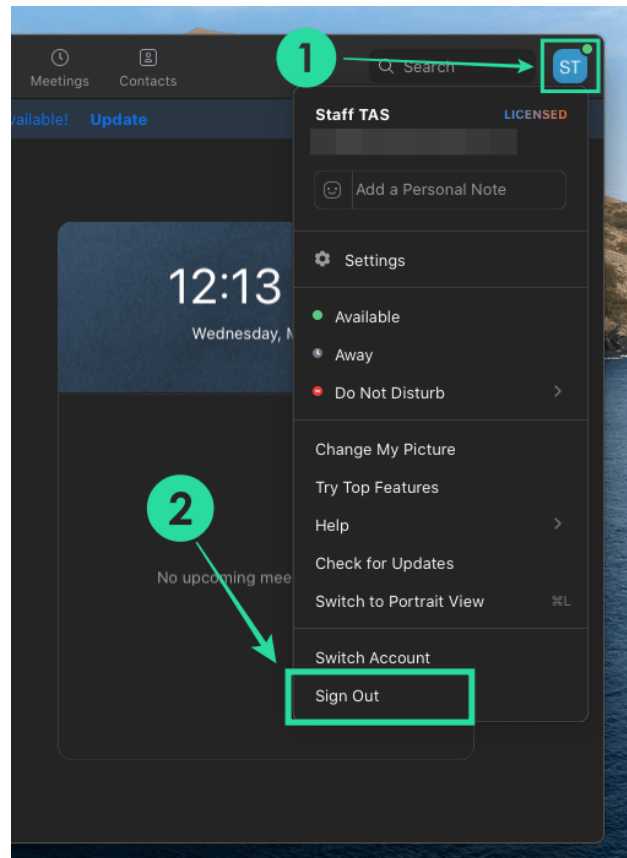 1
Search
ST
Meetings
Contacts
vailable! Update
Staff TAS
LICENSED
Add a Personal Note
Settings
12:13
Wednesday,
Available
Away
Do Not Disturb
Change My Picture
Try Top Features
2
Help
Check for Updates
No upcoming mee
Switch to Portrait View ⌘L
Switch Account
Sign Out